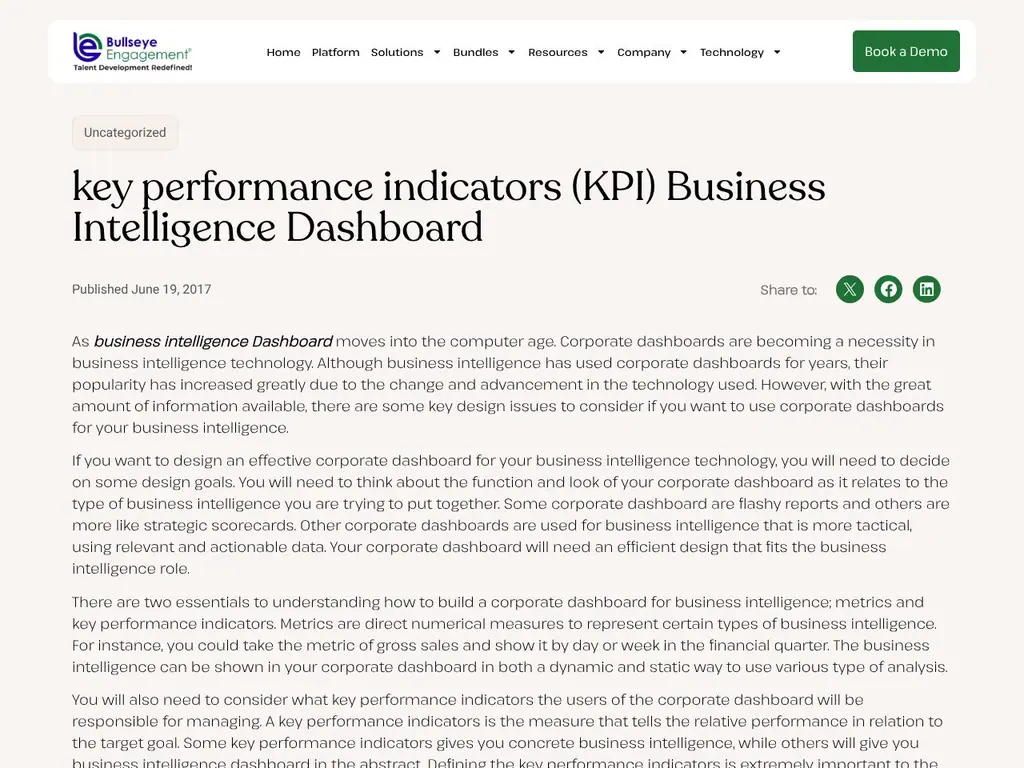 Bullseye
Engagement®
Talent Development Redefined!
Home Platform Solutions Bundles Resources Company Technology
Book a Demo
Uncategorized
key performance indicators (KPI) Business
Intelligence Dashboard
Published June 19, 2017
Share to:
As business intelligence Dashboard moves into the computer age. Corporate dashboards are becoming a necessity in
business intelligence technology. Although business intelligence has used corporate dashboards for years, their
popularity has increased greatly due to the change and advancement in the technology used. However, with the great
amount of information available, there are some key design issues to consider if you want to use corporate dashboards
for your business intelligence.
If you want to design an effective corporate dashboard for your business intelligence technology, you will need to decide
on some design goals. You will need to think about the function and look of your corporate dashboard as it relates to the
type of business intelligence you are trying to put together. Some corporate dashboard are flashy reports and others are
more like strategic scorecards. Other corporate dashboards are used for business intelligence that is more tactical,
using relevant and actionable data. Your corporate dashboard will need an efficient design that fits the business
intelligence role.
There are two essentials to understanding how to build a corporate dashboard for business intelligence; metrics and
key performance indicators. Metrics are direct numerical measures to represent certain types of business intelligence.
For instance, you could take the metric of gross sales and show it by day or week in the financial quarter. The business
intelligence can be shown in your corporate dashboard in both a dynamic and static way to use various type of analysis.
You will also need to consider what key performance indicators the users of the corporate dashboard will be
responsible for managing. A key performance indicators is the measure that tells the relative performance in relation to
the target goal. Some key performance indicators gives you concrete business intelligence, while others will give you
business intelligence dashboard in the abstract. Defining the key performance indicators is extremely important to the